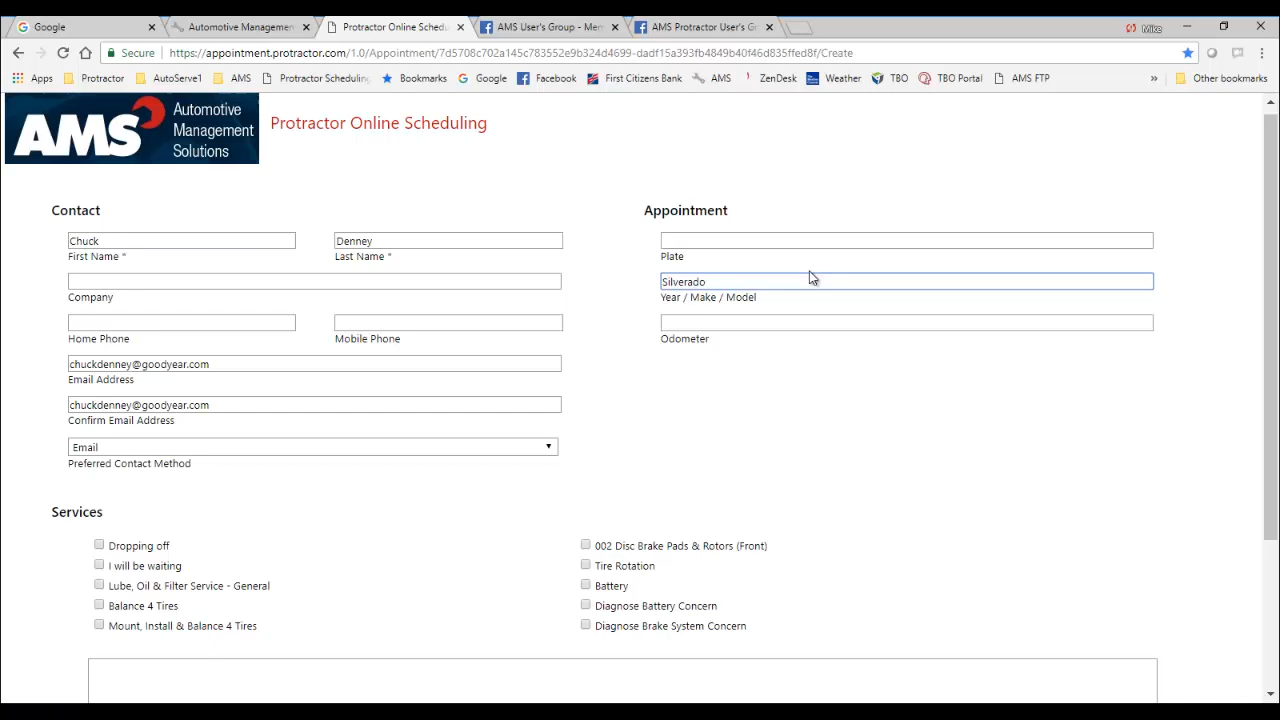 Google
Automotive Managemen
Protractor Online Schedul
AMS User's Group - Mem
AMS Protractor User's G
Mike
Secure
https://appointment.protractor.com/1.0/Appointment/7d5708c702a145c783552e9b324d4699-dadf15a393fb4849b40f46d835ffed8f/Create
Apps
Protractor
AutoServe1
AMS
Protractor Scheduling
Bookmarks
Google
Facebook
First Citizens Bank
AMS
ZenDesk
Weather
TBO
TBO Portal
AMS FTP
»
Other bookmarks
AMS
Automotive
Management
Solutions
Protractor Online Scheduling
Contact
Chuck
Denney
First Name *
Last Name *
Company
Home Phone
Mobile Phone
chuckdenney@goodyear.com
Email Address
chuckdenney@goodyear.com
Confirm Email Address
Email
Preferred Contact Method
Appointment
Plate
Silverado
Year / Make / Model
Odometer
Services
Dropping off
I will be waiting
Lube, Oil & Filter Service - General
Balance 4 Tires
Mount, Install & Balance 4 Tires
002 Disc Brake Pads & Rotors (Front)
Tire Rotation
Battery
Diagnose Battery Concern
Diagnose Brake System Concern